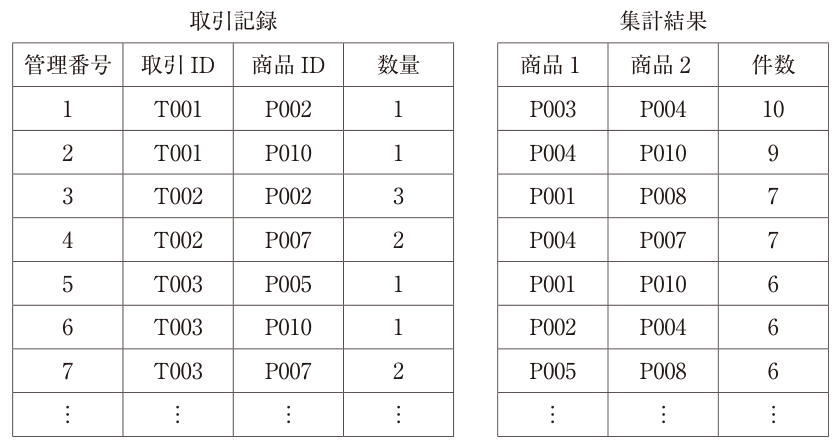 取引記録
管理番号 取引 ID 商品 ID 数量
1 T001 P002 1
2 T001 P010 1
3 T002 P002 3
4 T002 P007 2
5 T003 P005 1
6 T003 P010 1
7 T003 P007 2
⋮ ⋮ ⋮ ⋮
集計結果
商品 1 商品 2 件数
P003 P004 10
P004 P010 9
P001 P008 7
P004 P007 7
P001 P010 6
P002 P004 6
P005 P008 6
⋮ ⋮ ⋮